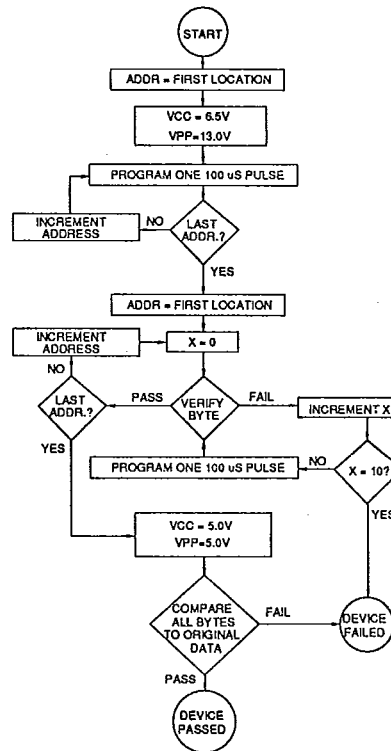 START
ADDR = FIRST LOCATION
VCC = 6.5V
VPP=13.0V
PROGRAM ONE 100 uS PULSE
INCREMENT
ADDRESS
NO
LAST
ADDR.?
YES
ADDR = FIRST LOCATION
INCREMENT
ADDRESS
X = 0
NO
LAST
ADDR.?
PASS
VERIFY
BYTE
FAIL
INCREMENT X
YES
PROGRAM ONE 100 uS PULSE
NO
X = 10?
YES
VCC = 5.0V
VPP=5.0V
COMPARE
ALL BYTES
TO ORIGINAL
DATA
FAIL
DEVICE
FAILED
PASS
DEVICE
PASSED